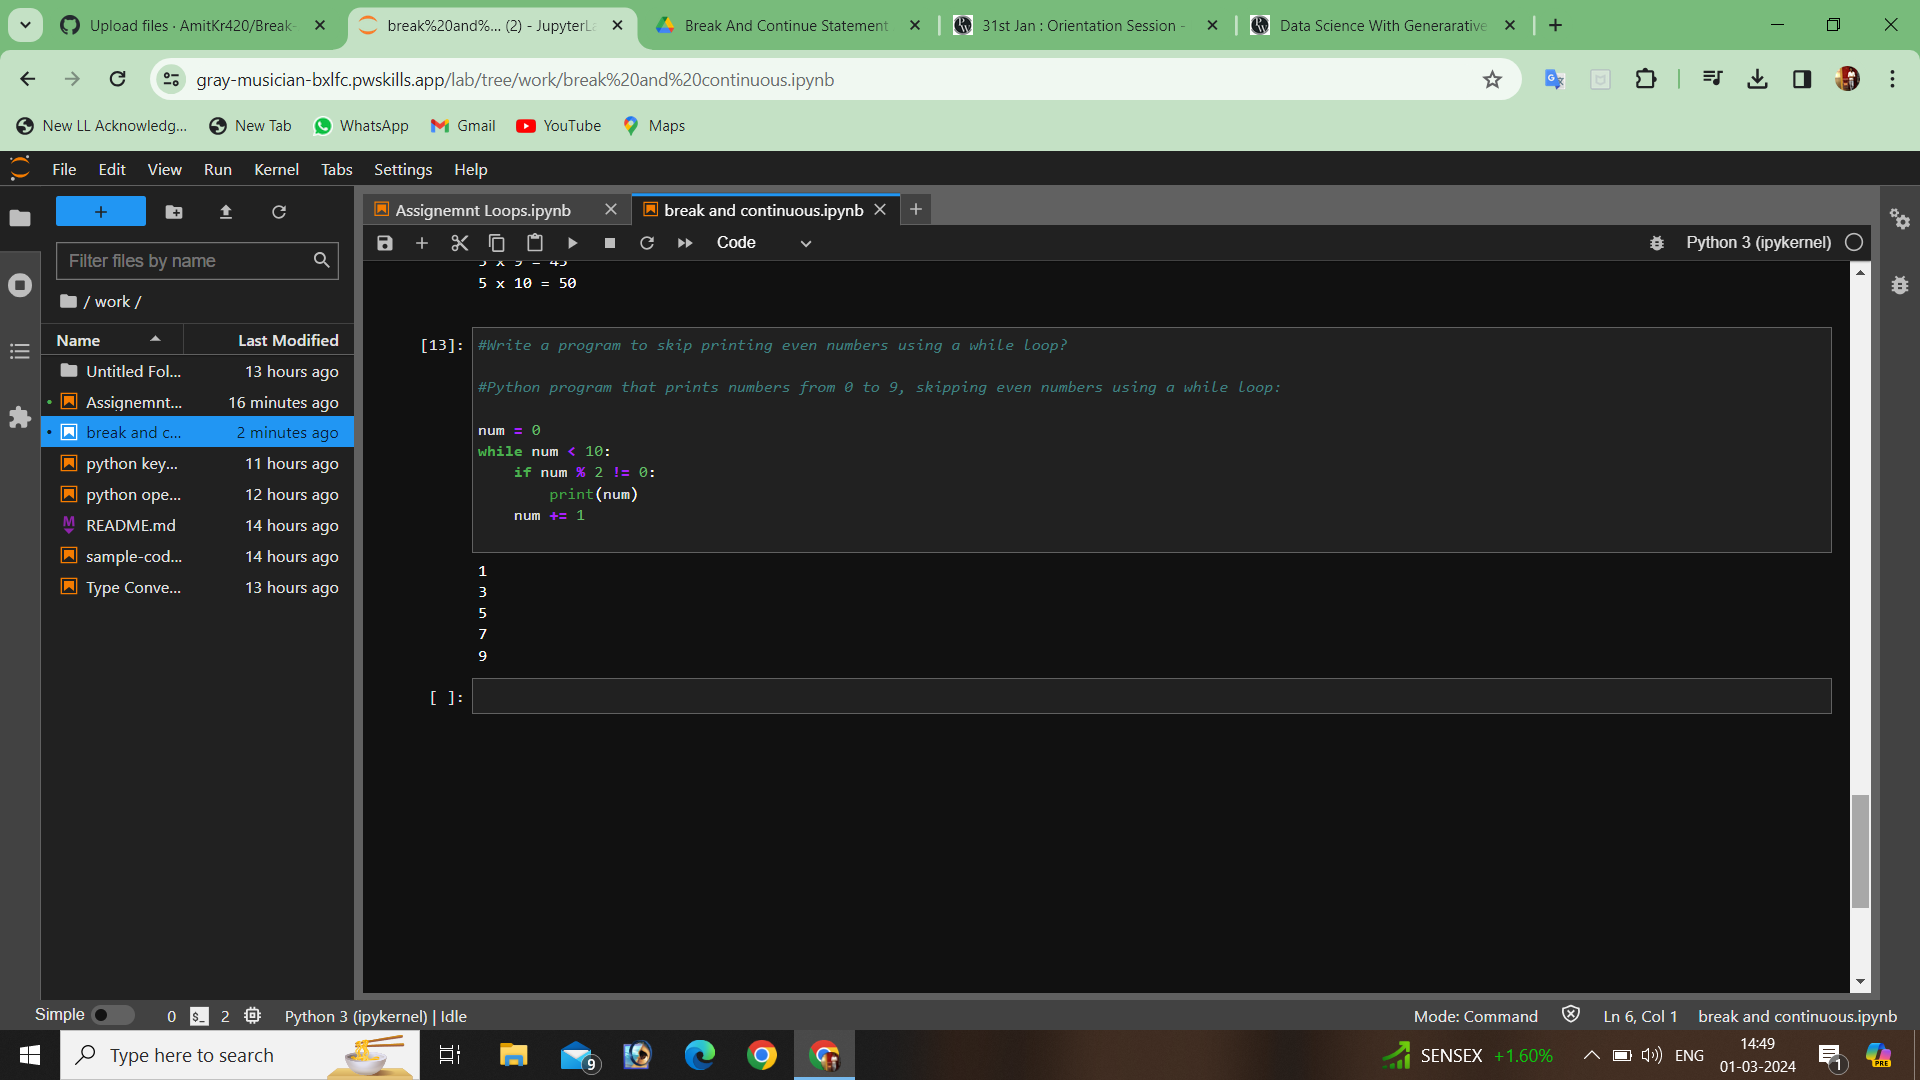 Upload files · AmitKr420/Break-
break%20and%... (2) - JupyterLa
Break And Continue Statement
31st Jan : Orientation Session -
Data Science With Generarative
gray-musician-bxlfc.pwskills.app/lab/tree/work/break%20and%20continuous.ipynb
New LL Acknowledg...
New Tab
WhatsApp
Gmail
YouTube
Maps
File Edit View Run Kernel Tabs Settings Help
Assignemnt Loops.ipynb
break and continuous.ipynb
Code
Python 3 (ipykernel)
Filter files by name
/ work /
Name Last Modified
Untitled Fol... 13 hours ago
Assignemnt... 16 minutes ago
break and c... 2 minutes ago
python key... 11 hours ago
python ope... 12 hours ago
README.md 14 hours ago
sample-cod... 14 hours ago
Type Conve... 13 hours ago
5 x 9 = 45
5 x 10 = 50
[13]:
#Write a program to skip printing even numbers using a while loop?
#Python program that prints numbers from 0 to 9, skipping even numbers using a while loop:
num = 0
while num < 10:
    if num % 2 != 0:
        print(num)
    num += 1
1
3
5
7
9
[ ]:
Simple 0 $_ 2 Python 3 (ipykernel) | Idle
Mode: Command Ln 6, Col 1 break and continuous.ipynb
Type here to search
9
SENSEX +1.60%
ENG
14:49
01-03-2024
1
PRE